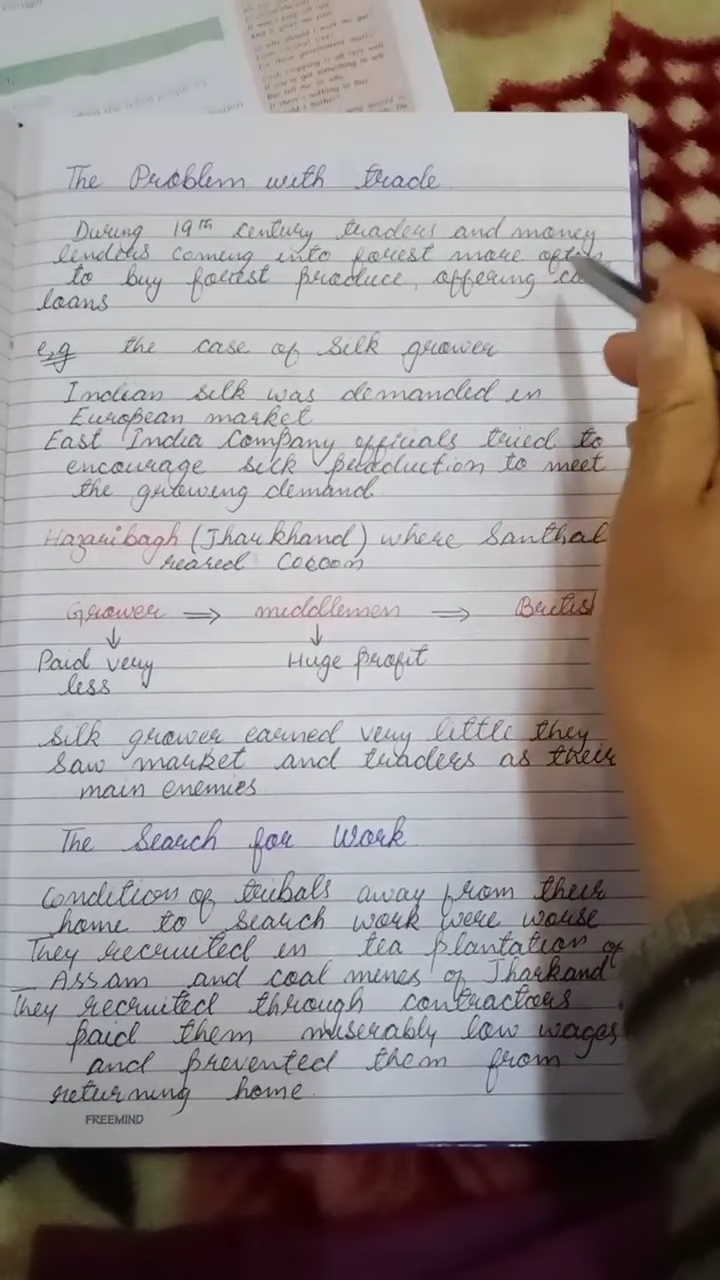 The Problem with trade
During 19th century traders and money
lenders coming into forest more often
to buy forest produce, offering
loans
e.g the case of silk grower
Indian silk was demanded in
European market
East India Company officials tried to
encourage silk production to meet
the growing demand
Hazaribagh (Jharkhand) where Santhal
reared Cocoon
Grower ⇒ middlemen ⇒ Britis
↓ ↓
Paid very Huge profit
less
Silk grower earned very little they
saw market and traders as their
main enemies
The Search for Work
Condition of tribals away from their
home to search work were worse
They recruited in tea plantation of
Assam and coal mines of Jharkand
They recruited through contractors
paid them miserably low wages
and prevented them from
returning home
FREEMIND